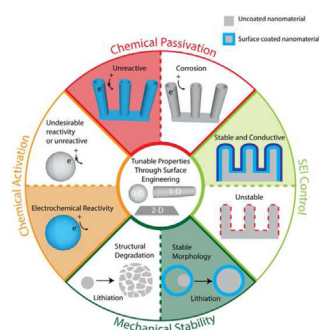 Uncoated nanomaterial
Surface coated nanomaterial
Chemical Passivation
Unreactive
e⁻
+
Corrosion
e⁻
+
Undesirable
reactivity
or unreactive
e⁻
+
Chemical Activation
Electrochemical Reactivity
e⁻
+
Stable and Conductive
SEI Control
Unstable
Tunable Properties
Through Surface
Engineering
0-D
1-D
2-D
Structural
Degradation
Lithiation
Stable
Morphology
Lithiation
Mechanical Stability